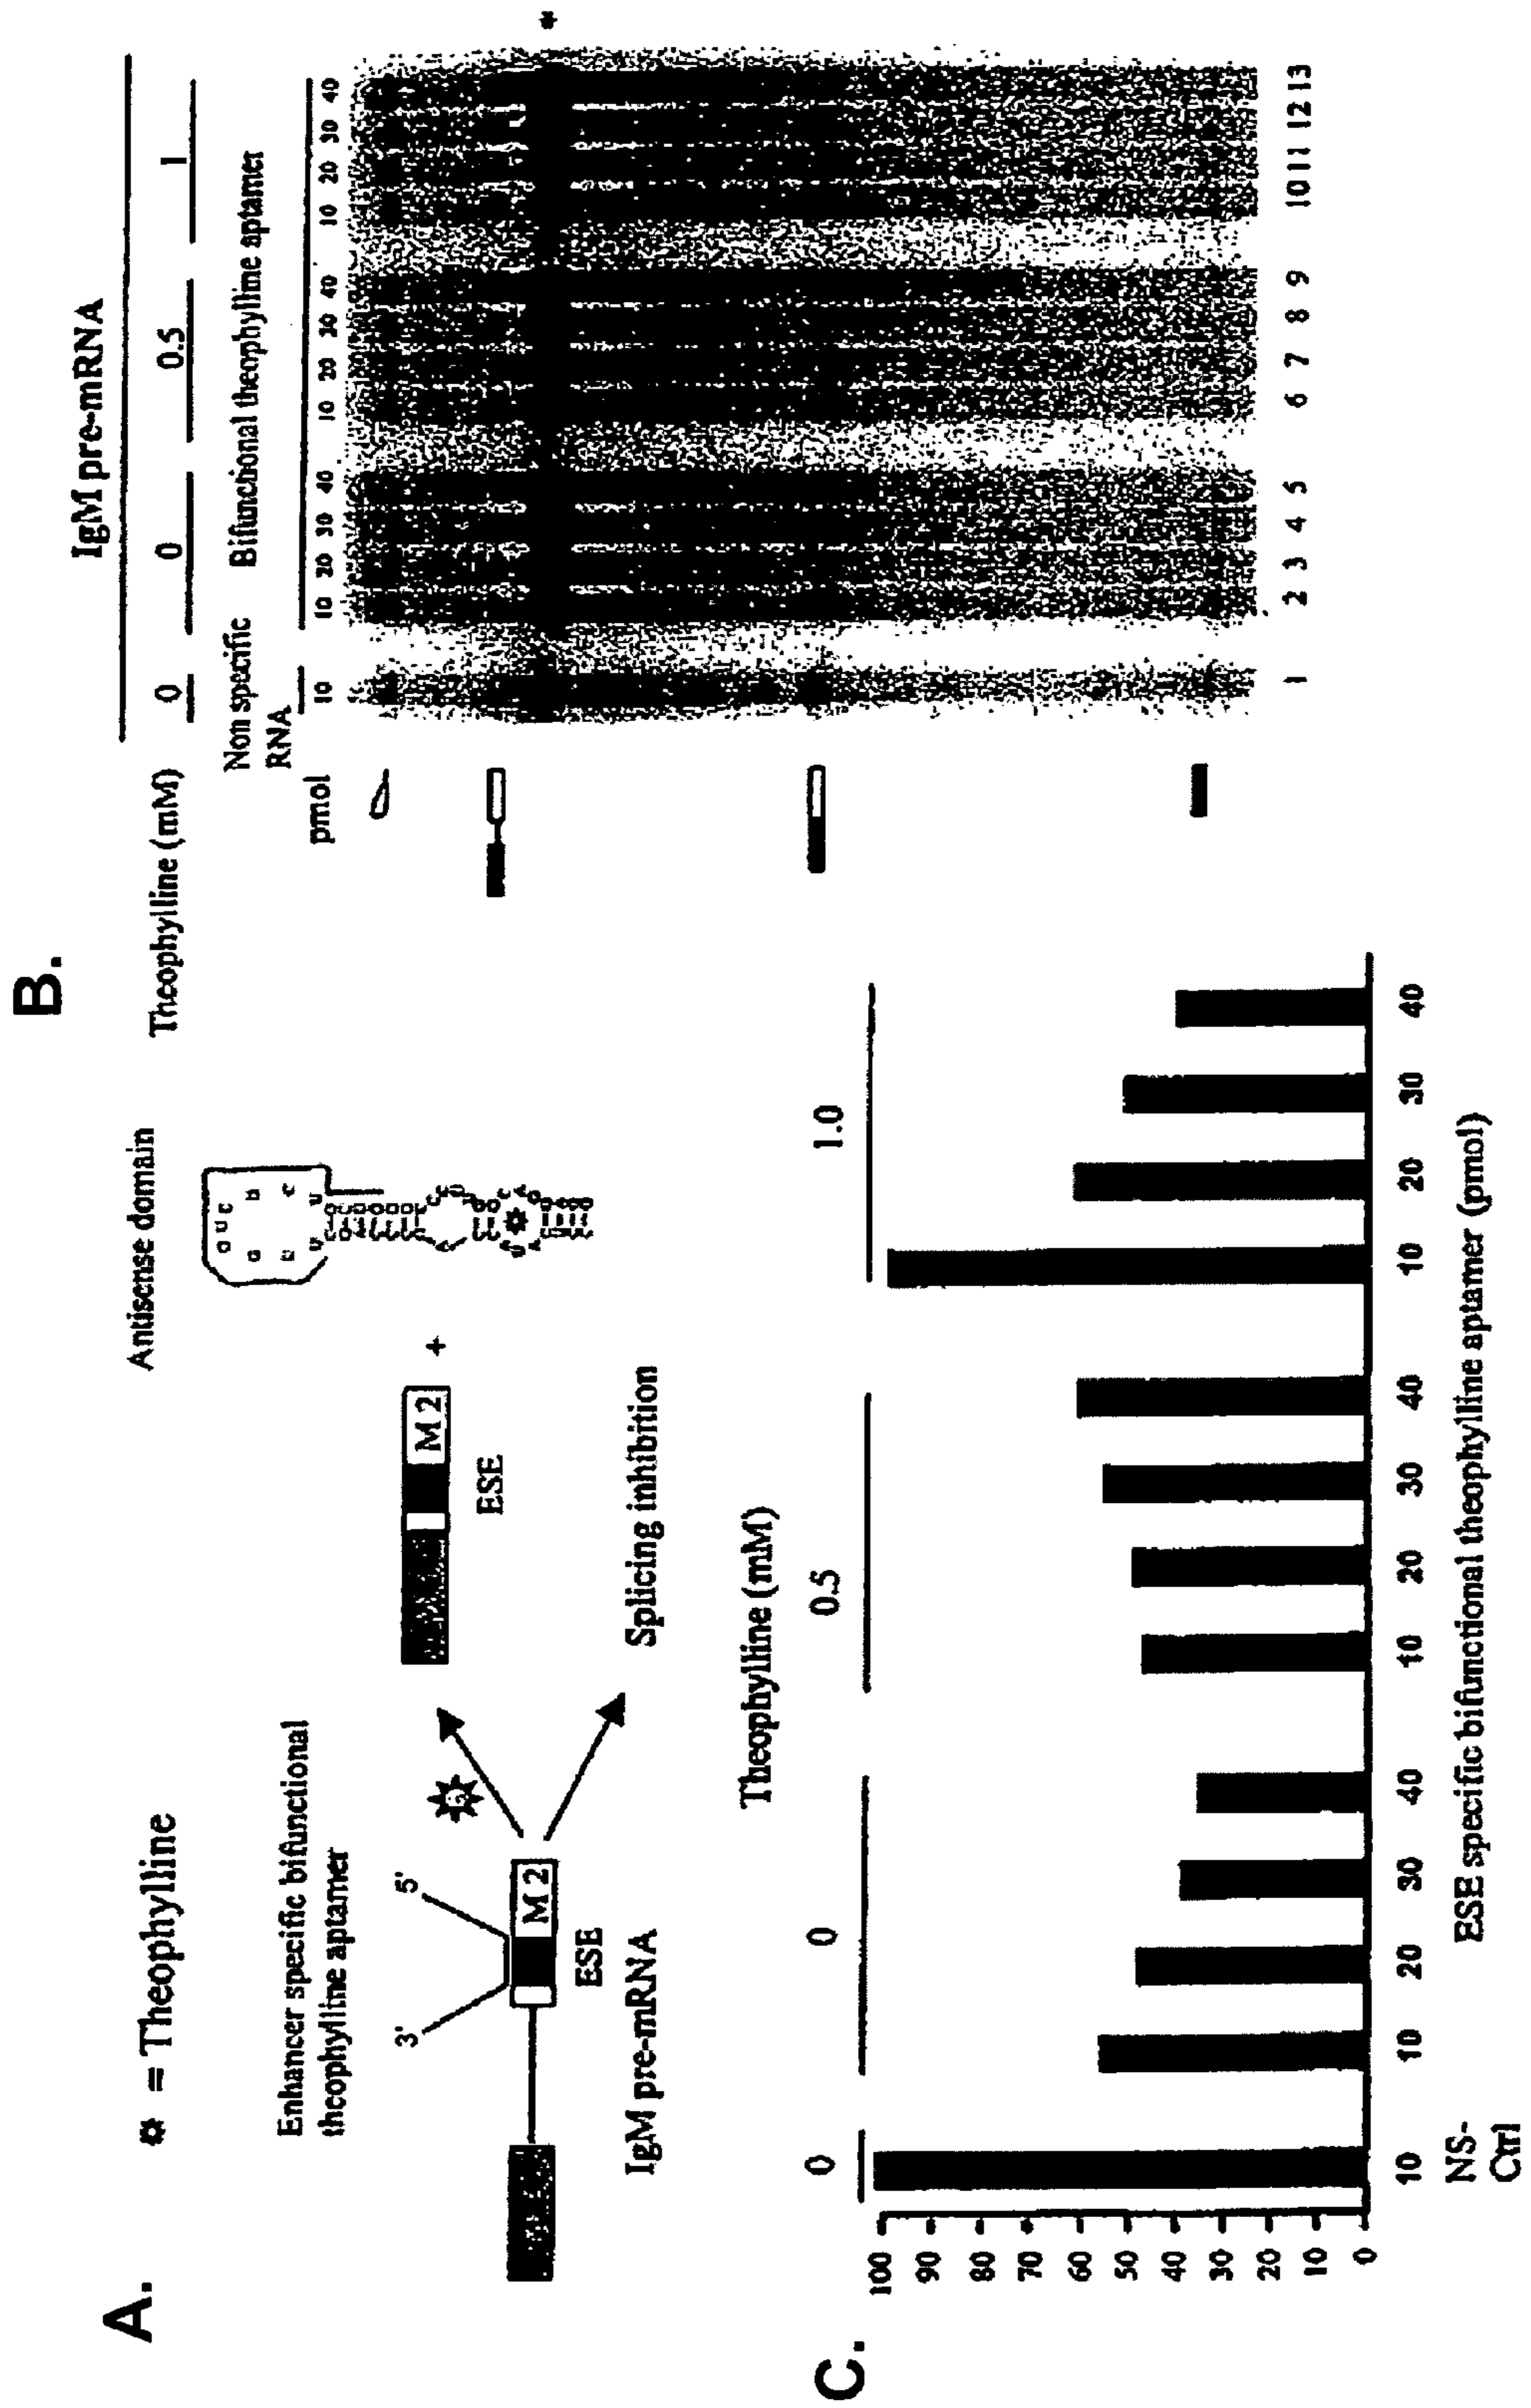 A.
✱ = Theophylline
Enhancer specific bifunctional
theophylline aptamer
3'
5'
M 2
ESE
IgM pre-mRNA
M 2
ESE
+
Splicing inhibition
Antisense domain
B.
IgM pre-mRNA
Theophylline (mM)
0 0 0.5 1
Non specific
RNA
Bifunctional theophylline aptamer
pmol
10 10 20 30 40 10 20 30 40 10 20 30 40
*
1 2 3 4 5 6 7 8 9 10 11 12 13
C.
Theophylline (mM)
0 0 0.5 1.0
100
90
80
70
60
50
40
30
20
10
0
10 10 20 30 40 10 20 30 40 10 20 30 40
NS-
Ctrl
ESE specific bifunctional theophylline aptamer (pmol)